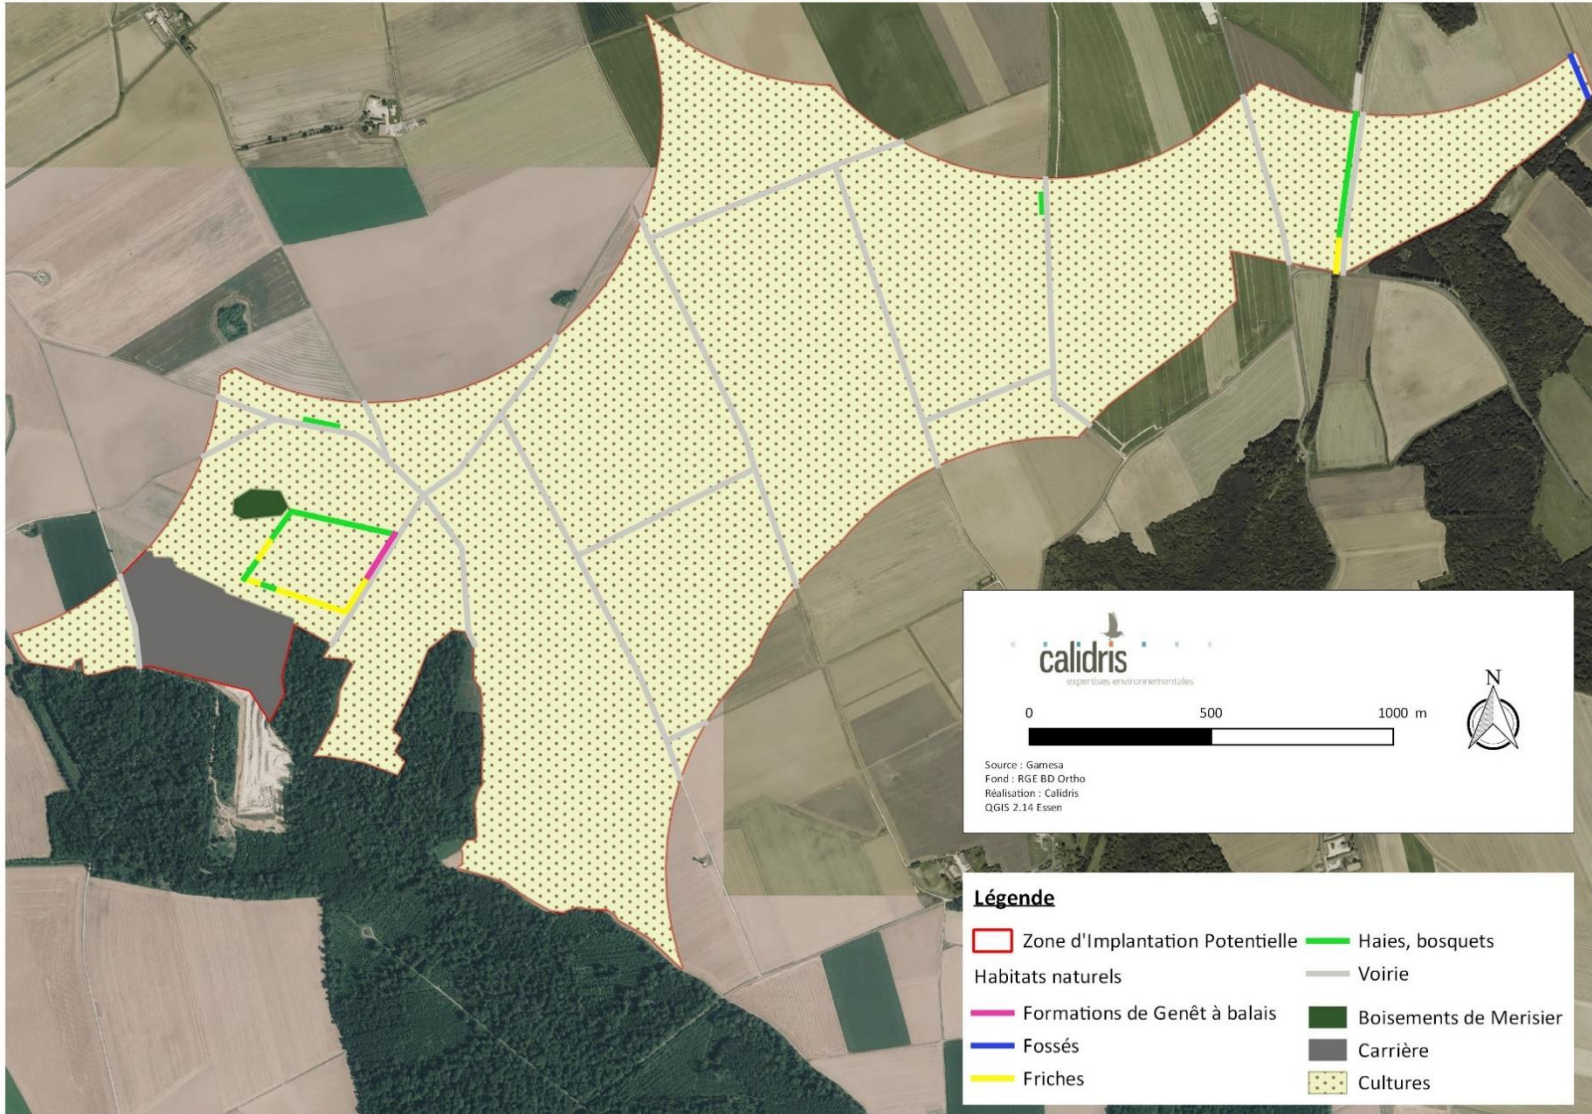 calidris
expertises environnementales
N
0 500 1000 m
Source : Gamesa
Fond : RGE BD Ortho
Réalisation : Calidris
QGIS 2.14 Essen
Légende
Zone d'Implantation Potentielle
Habitats naturels
Formations de Genêt à balais
Fossés
Friches
Haies, bosquets
Voirie
Boisements de Merisier
Carrière
Cultures